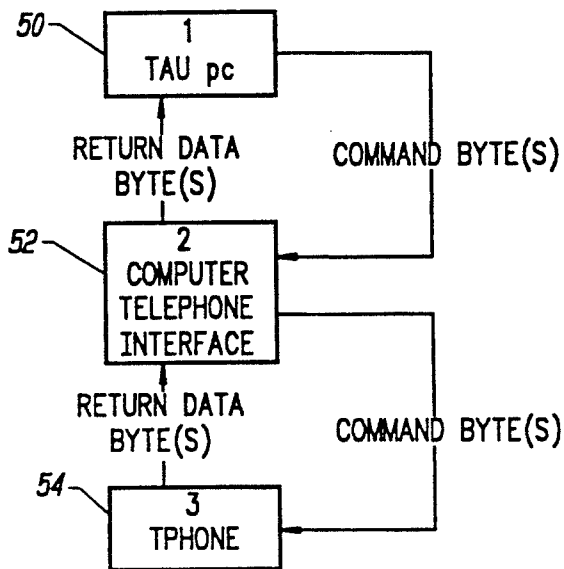 50
1
TAU pc
RETURN DATA
BYTE(S)
COMMAND BYTE(S)
52
2
COMPUTER
TELEPHONE
INTERFACE
RETURN DATA
BYTE(S)
COMMAND BYTE(S)
54
3
TPHONE